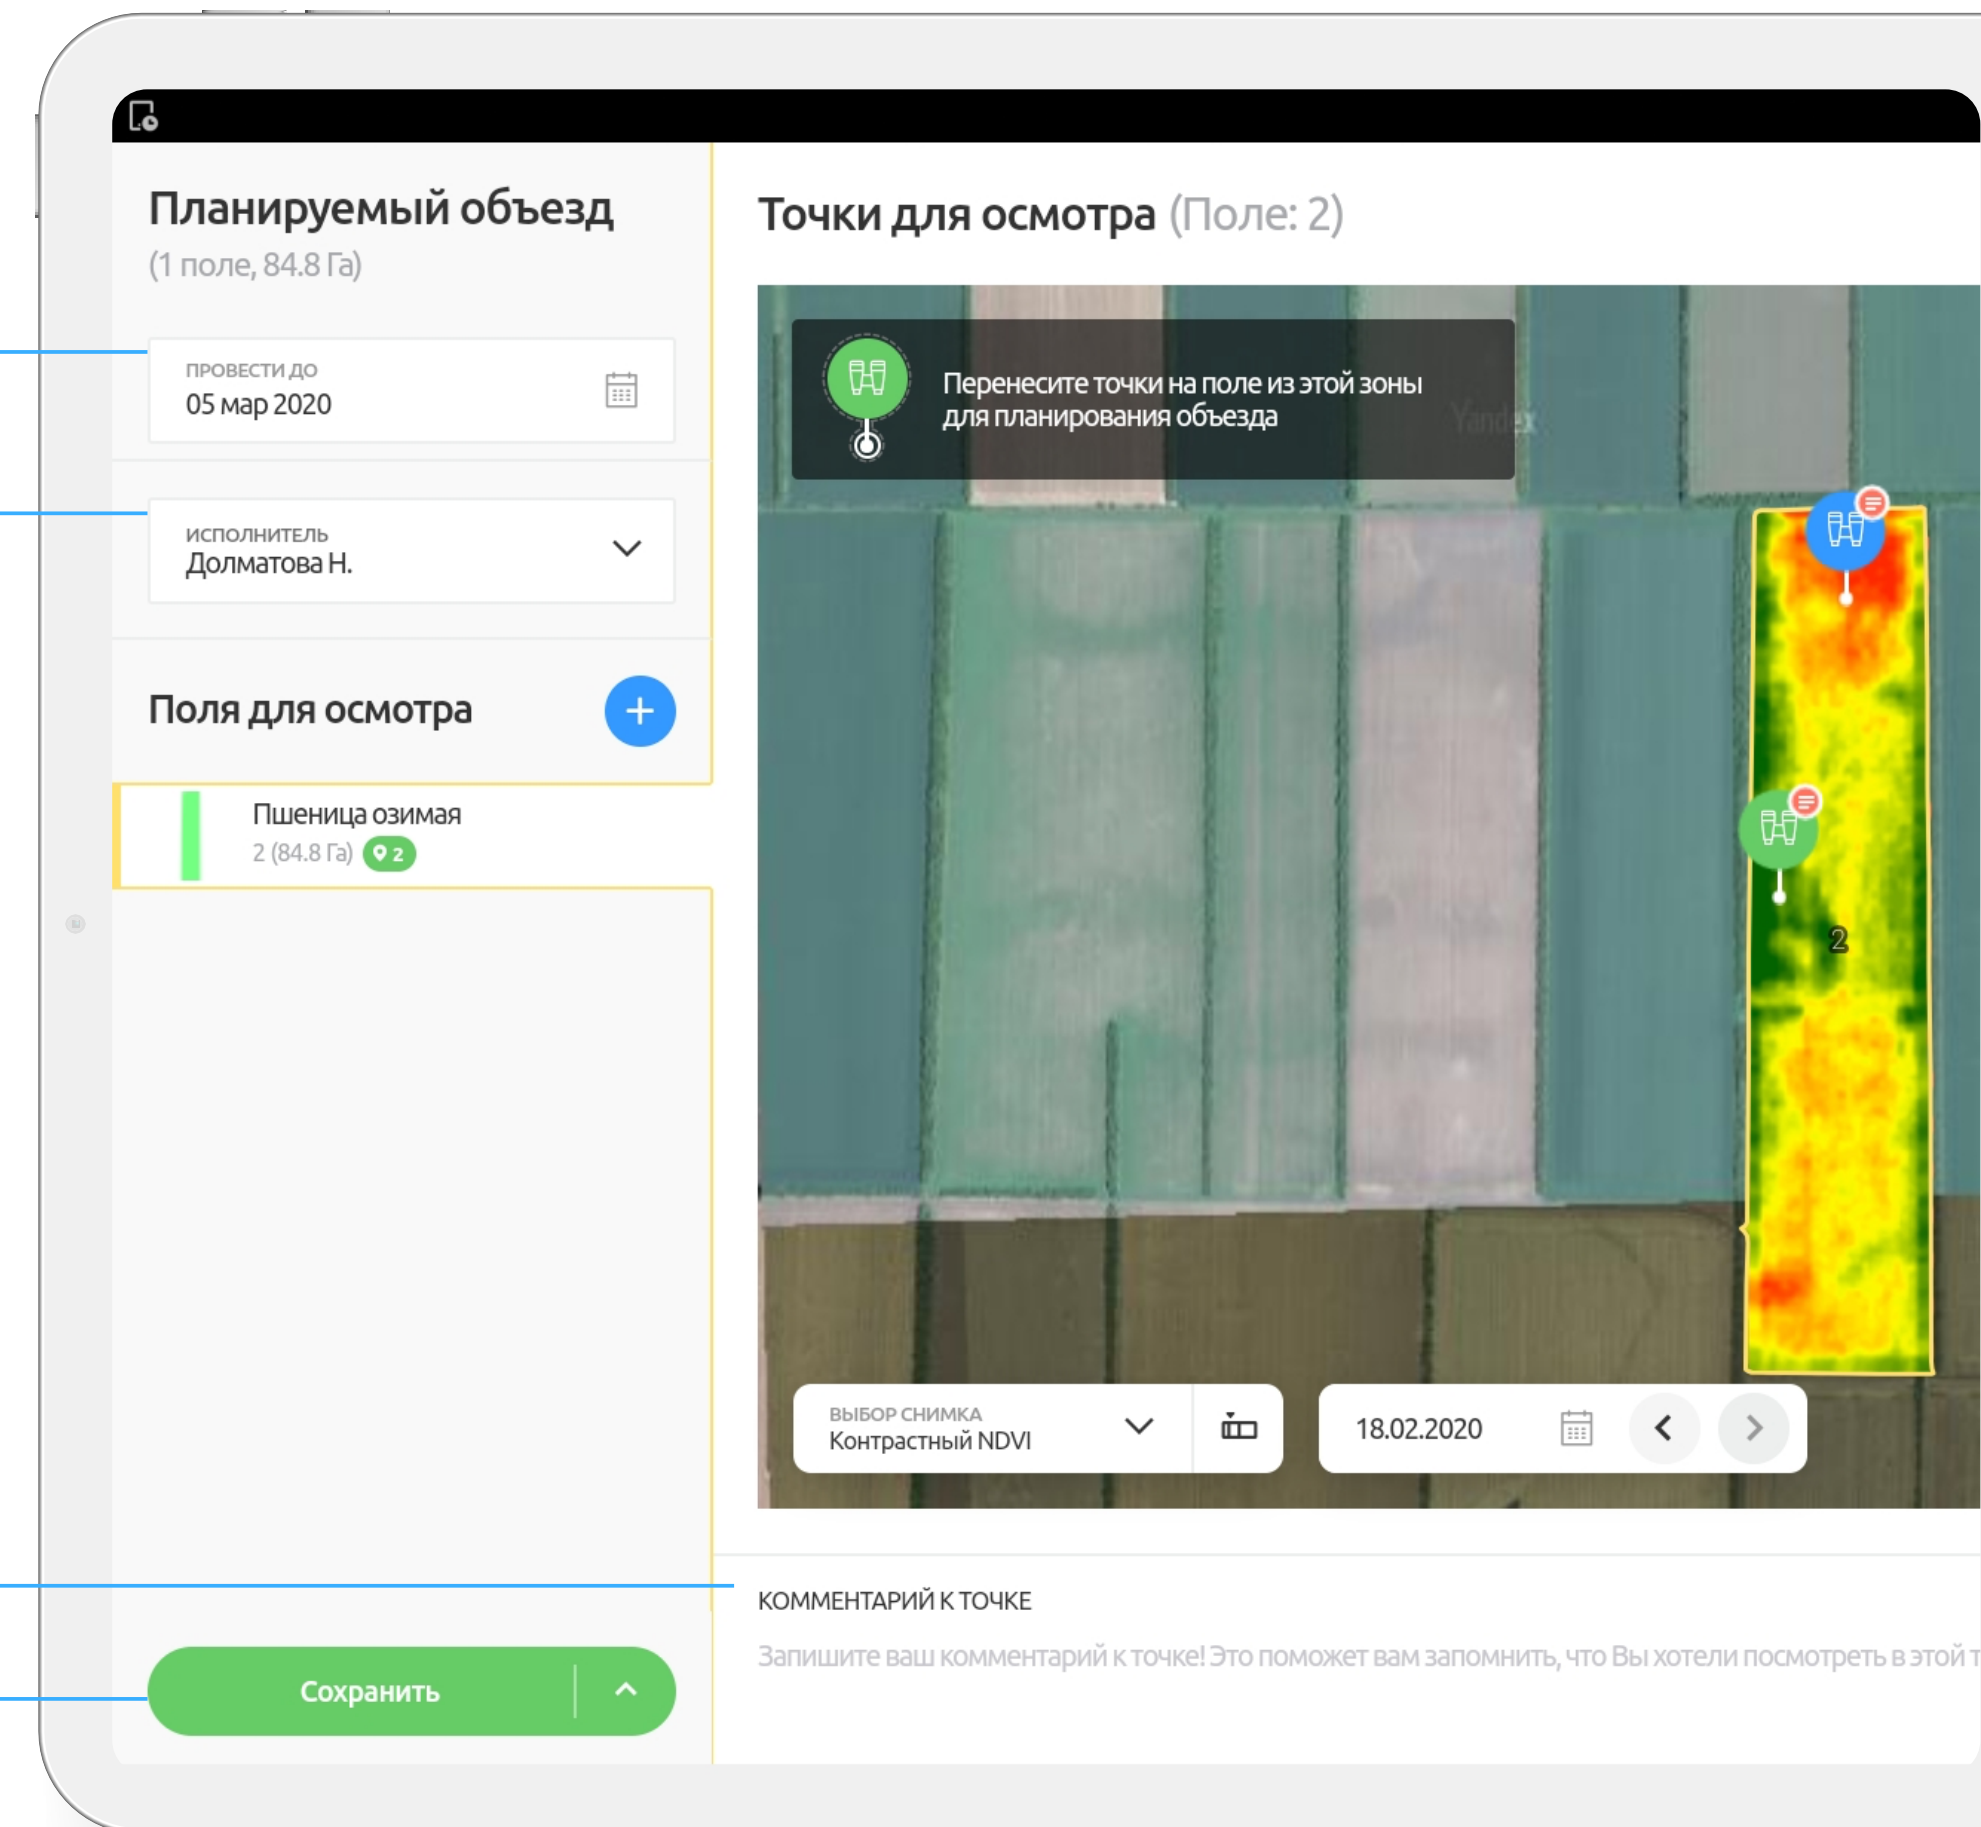 Планируемый объезд
(1 поле, 84.8 Га)
ПРОВЕСТИ ДО
05 мар 2020
ИСПОЛНИТЕЛЬ
Долматова Н.
Поля для осмотра
Пшеница озимая
2 (84.8 Га) 2
Сохранить
Точки для осмотра (Поле: 2)
Перенесите точки на поле из этой зоны
для планирования объезда
Yandex
2
ВЫБОР СНИМКА
Контрастный NDVI
18.02.2020
КОММЕНТАРИЙ К ТОЧКЕ
Запишите ваш комментарий к точке! Это поможет вам запомнить, что Вы хотели посмотреть в этой